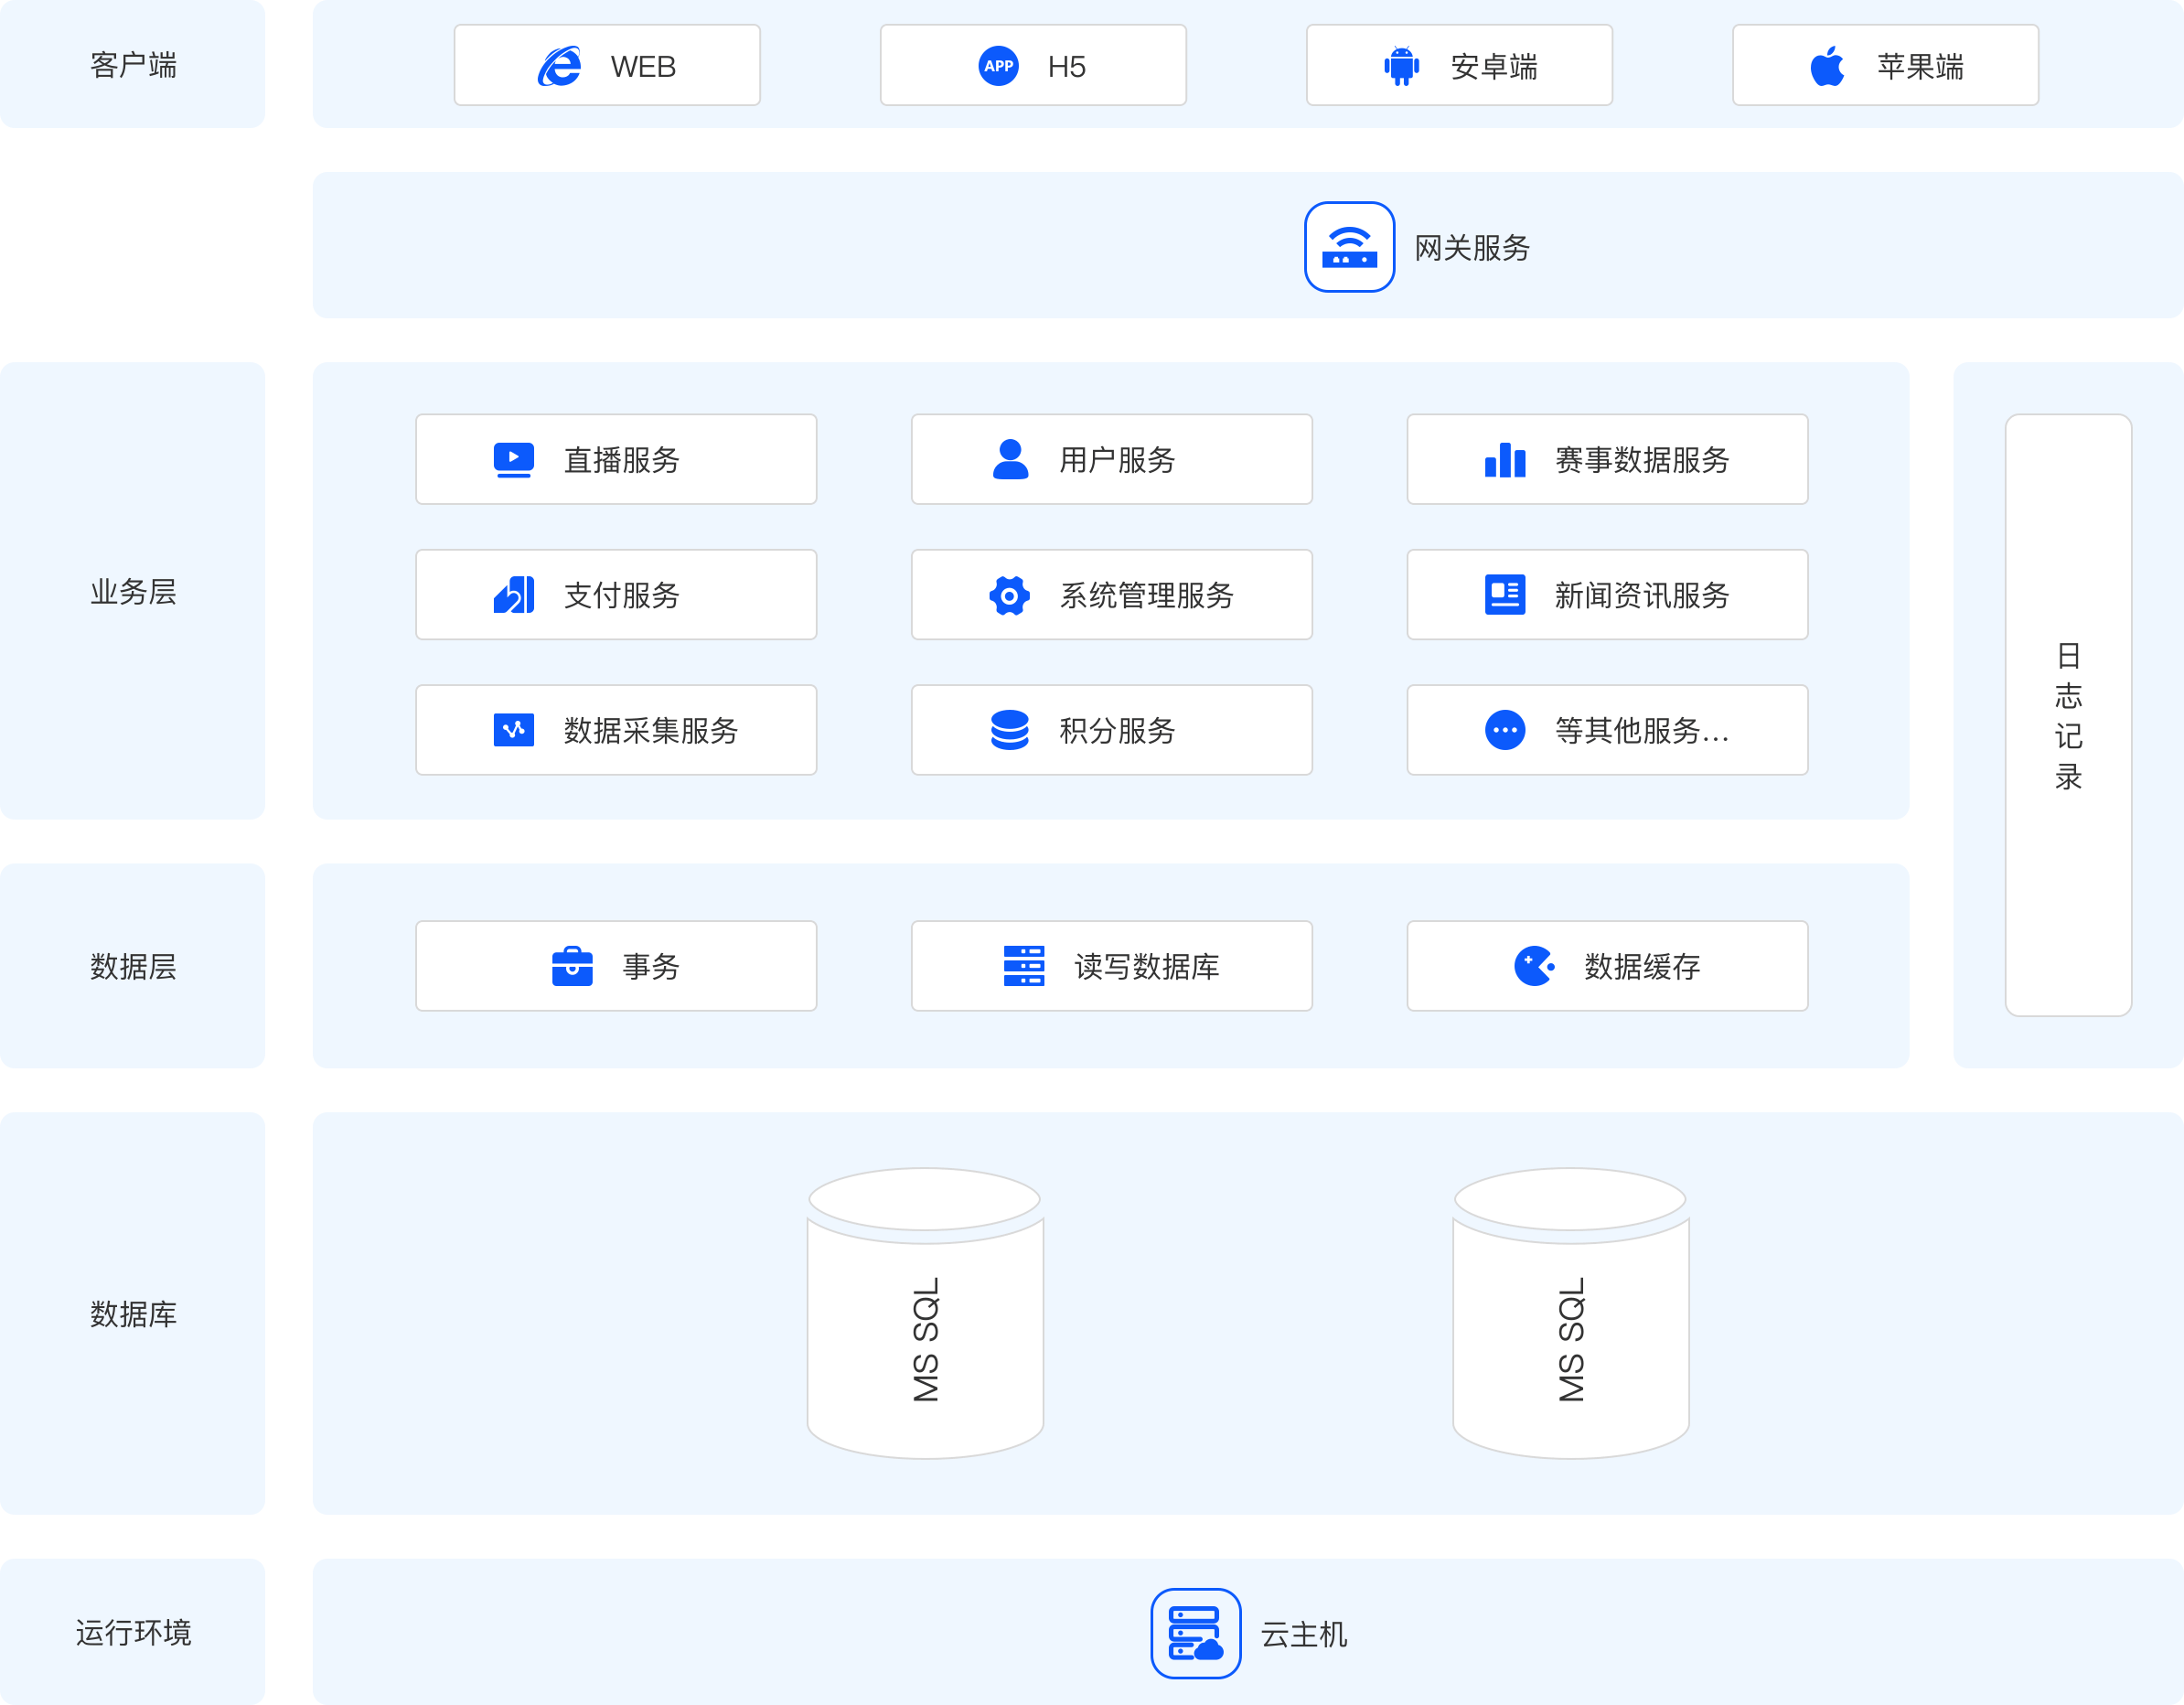 客户端
WEB
APP
H5
安卓端
苹果端
网关服务
业务层
直播服务
用户服务
赛事数据服务
支付服务
系统管理服务
新闻资讯服务
数据采集服务
积分服务
等其他服务...
日志记录
数据层
事务
读写数据库
数据缓存
数据库
MS SQL
MS SQL
运行环境
云主机